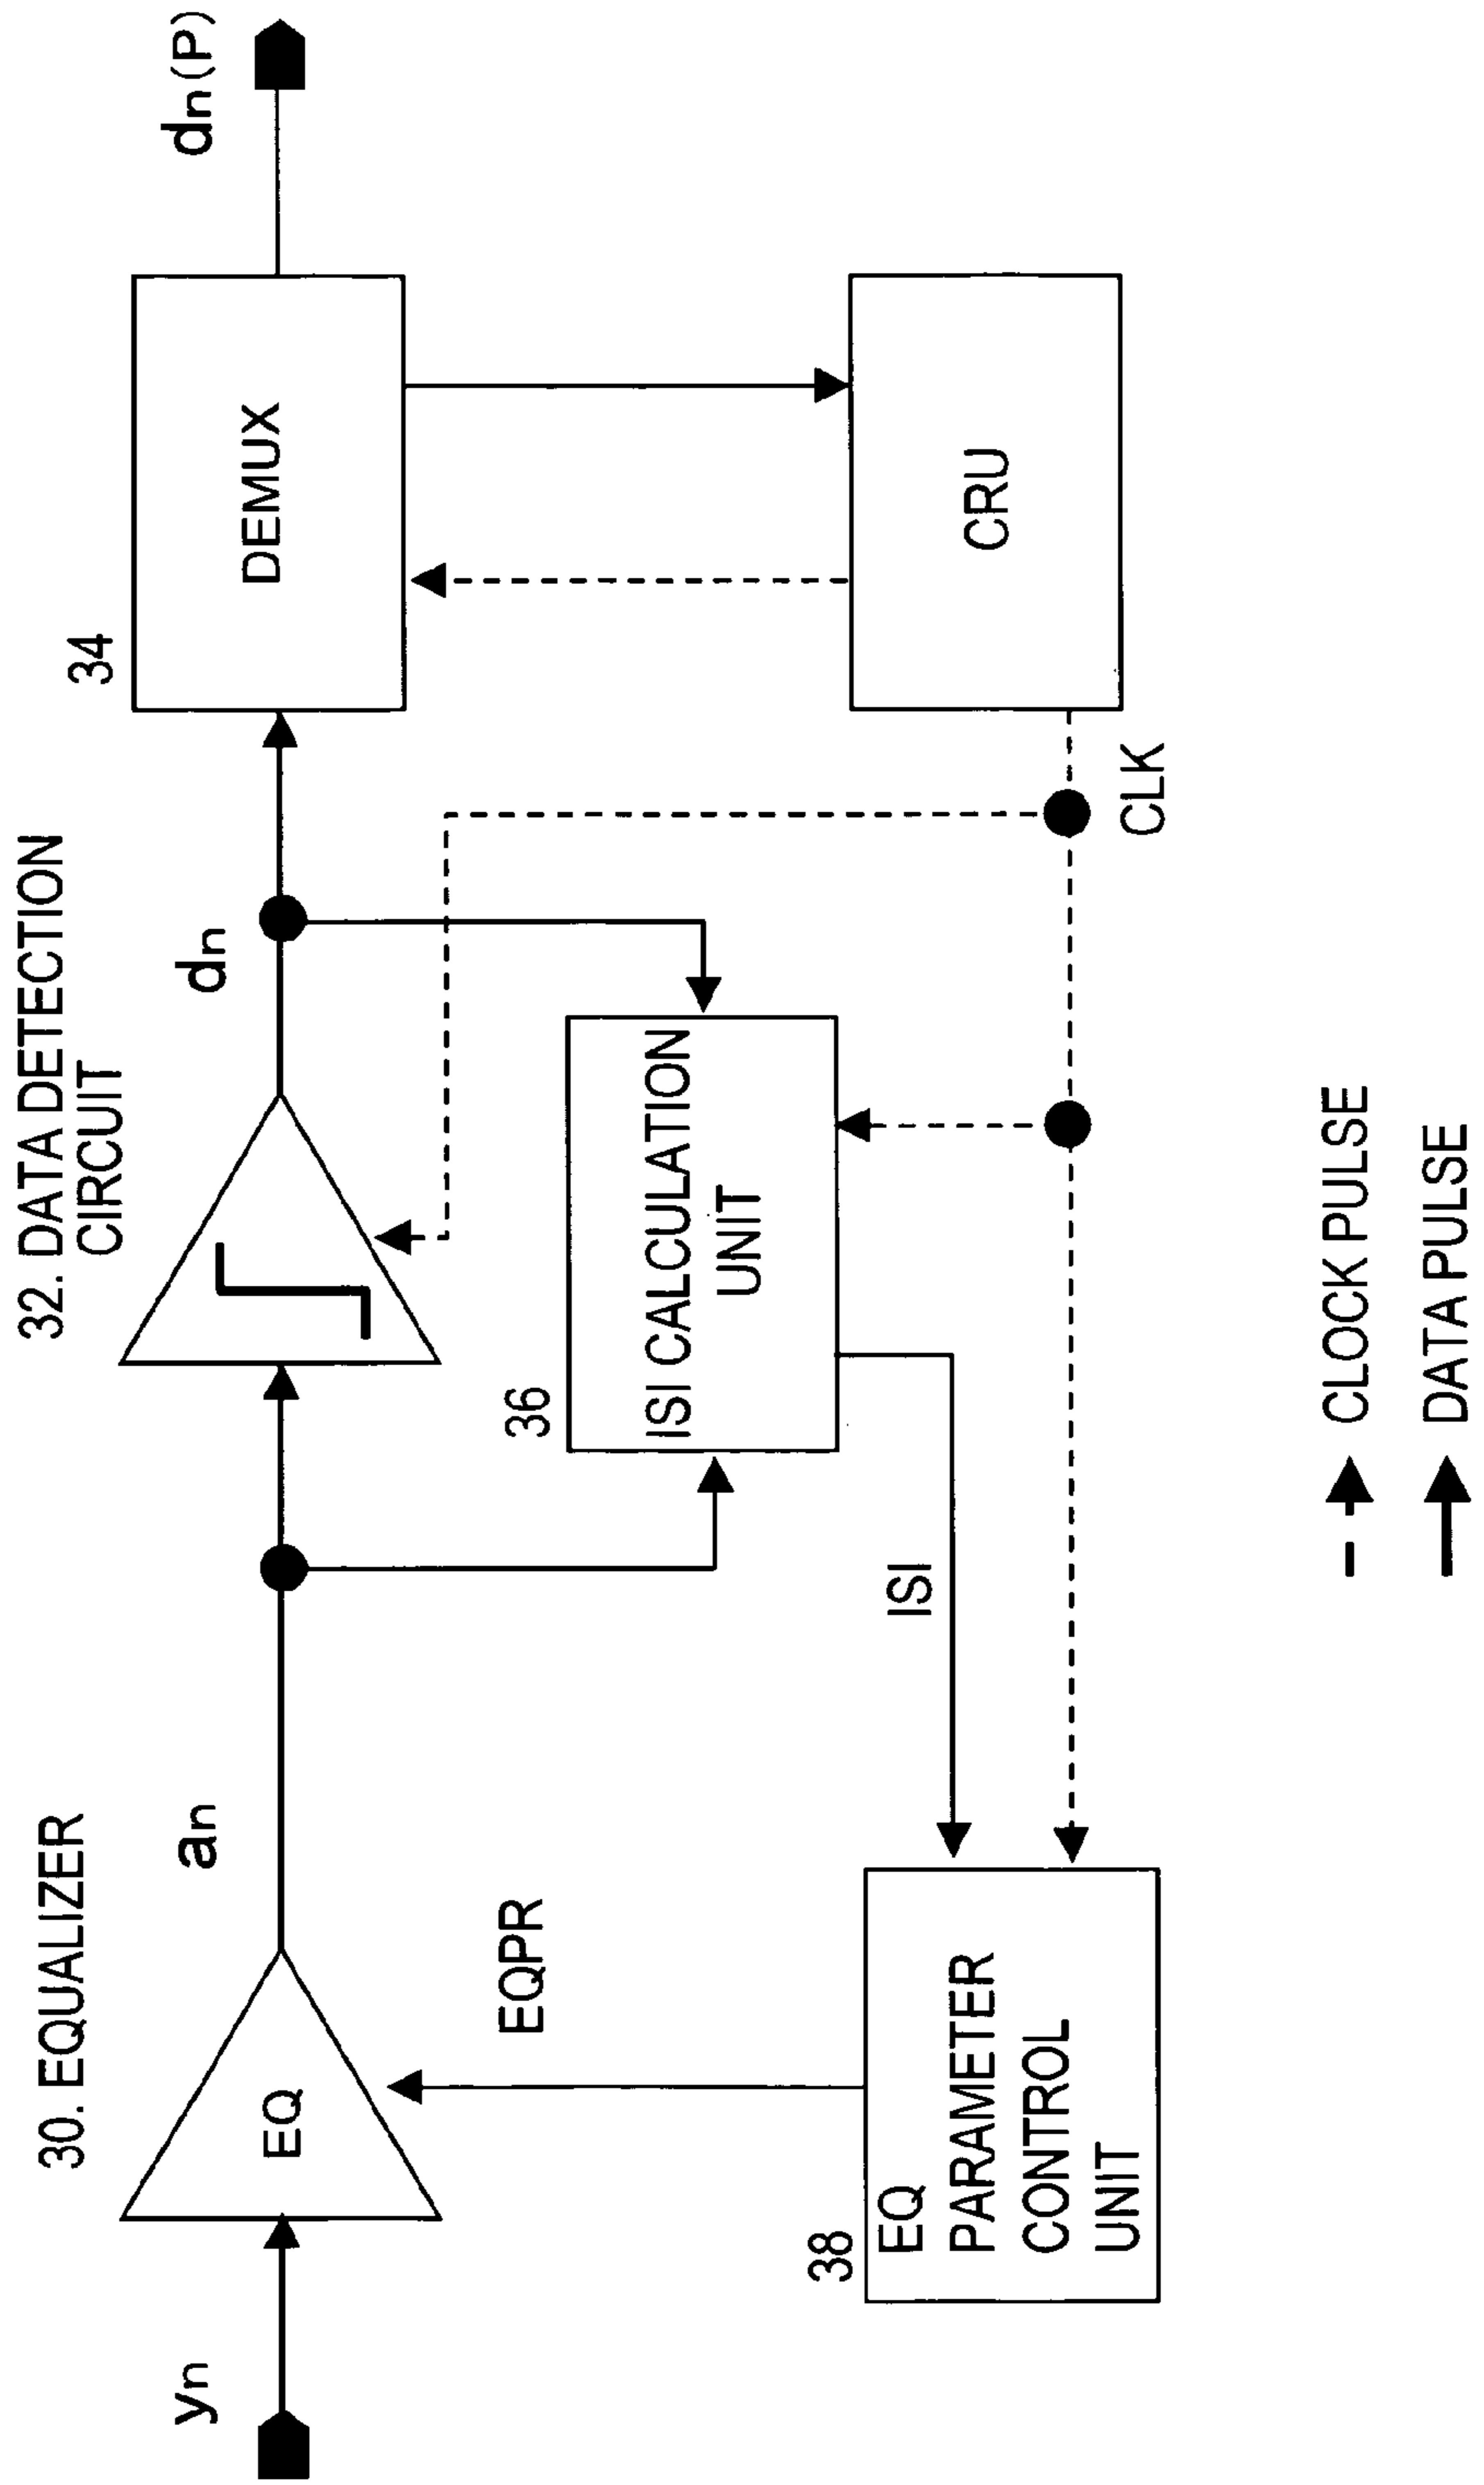 30. EQUALIZER
32. DATA DETECTION
CIRCUIT
34
yn
an
dn
dn(P)
EQ
DEMUX
EQPR
36
ISI CALCULATION
UNIT
ISI
38
EQ
PARAMETER
CONTROL
UNIT
CRU
CLK
CLOCK PULSE
DATA PULSE